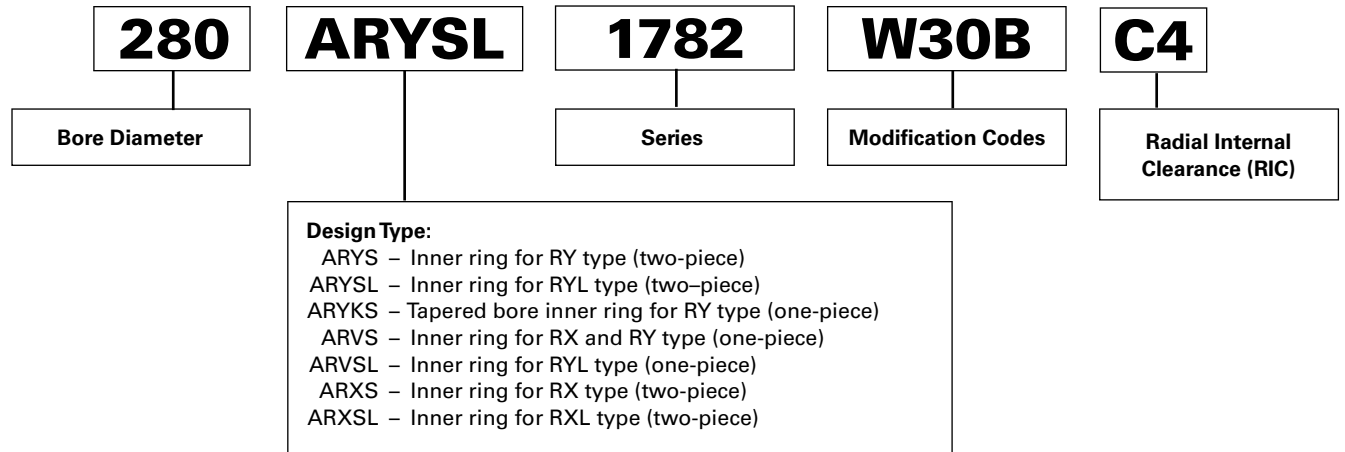 280 ARYSL 1782 W30B C4
Bore Diameter
Series
Modification Codes
Radial Internal
Clearance (RIC)
Design Type:
ARYS – Inner ring for RY type (two-piece)
ARYSL – Inner ring for RYL type (two–piece)
ARYKS – Tapered bore inner ring for RY type (one-piece)
ARVS – Inner ring for RX and RY type (one-piece)
ARVSL – Inner ring for RYL type (one-piece)
ARXS – Inner ring for RX type (two-piece)
ARXSL – Inner ring for RXL type (two-piece)